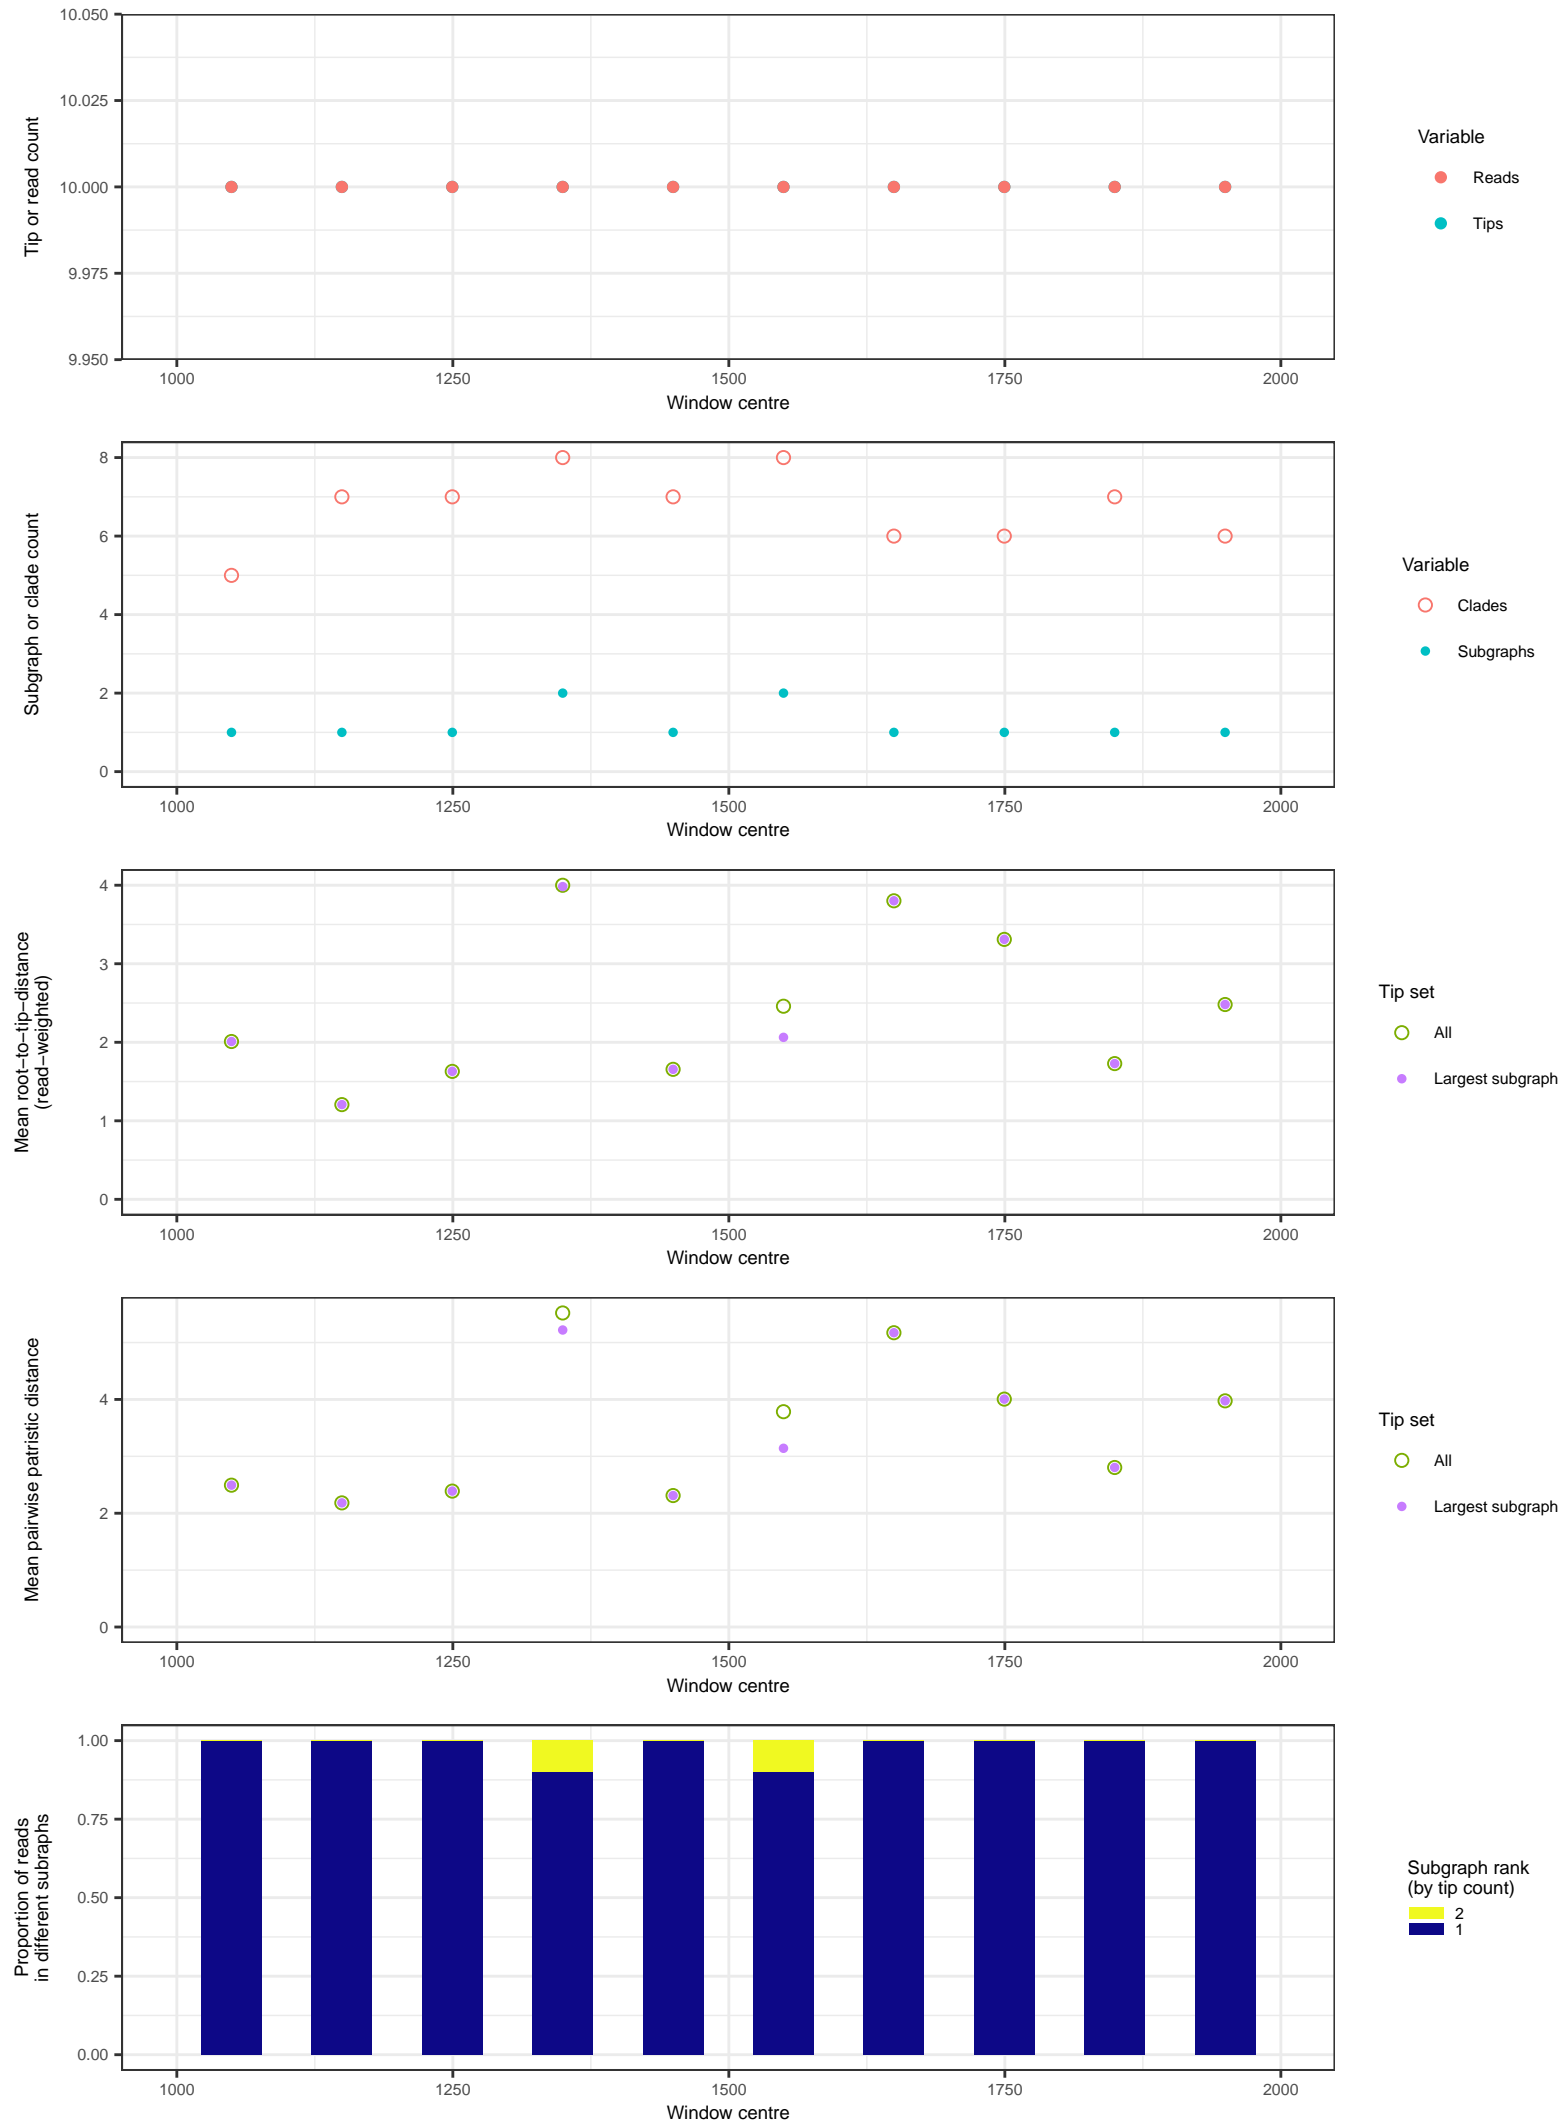 10.050
10.025
10.000
9.975
9.950
Tip or read count
1000 1250 1500 1750 2000
Window centre
Variable
Reads
Tips
8
6
4
2
0
Subgraph or clade count
1000 1250 1500 1750 2000
Window centre
Variable
Clades
Subgraphs
4
3
2
1
0
Mean root−to−tip−distance
(read−weighted)
1000 1250 1500 1750 2000
Window centre
Tip set
All
Largest subgraph
4
2
0
Mean pairwise patristic distance
1000 1250 1500 1750 2000
Window centre
Tip set
All
Largest subgraph
1.00
0.75
0.50
0.25
0.00
Proportion of reads
in different subraphs
1000 1250 1500 1750 2000
Window centre
Subgraph rank
(by tip count)
2
1